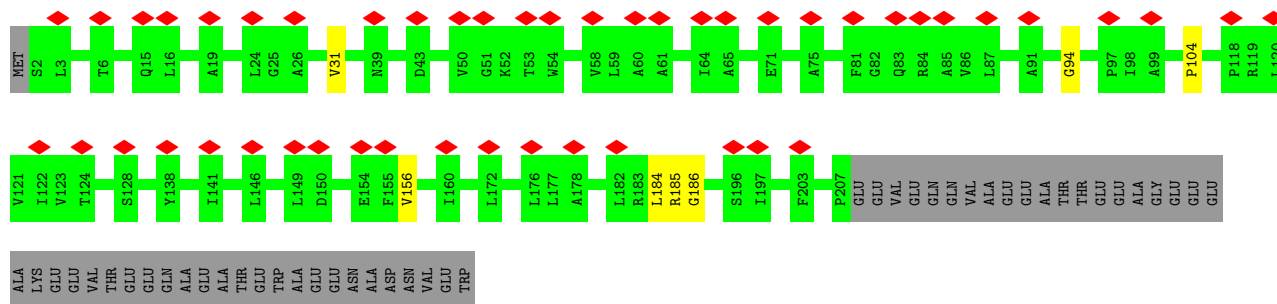 MET S2 L3 T6 Q15 L16 A19 L24 G25 A26 V31 N39 D43 V50 G51 K52 T53 W54 V58 L59 A60 A61 I64 A65 E71 A75 F81 G82 Q83 R84 A85 V86 L87 A91 G94 P97 I98 A99 P104 P118 R119 L120
V121 I122 V123 T124 S128 Y138 I141 L146 L149 D150 E154 F155 V156 I160 L172 L176 L177 A178 L182 R183 L184 R185 G186 S196 I197 F203 P207 GLU GLU VAL GLU GLN GLN VAL ALA GLU GLU ALA THR THR GLU GLU ALA GLY GLU GLU GLU
ALA LYS GLU GLU VAL THR GLU GLU GLN ALA GLU ALA THR GLU TRP ALA GLU GLU ASN ALA ASP ASN VAL GLU TRP